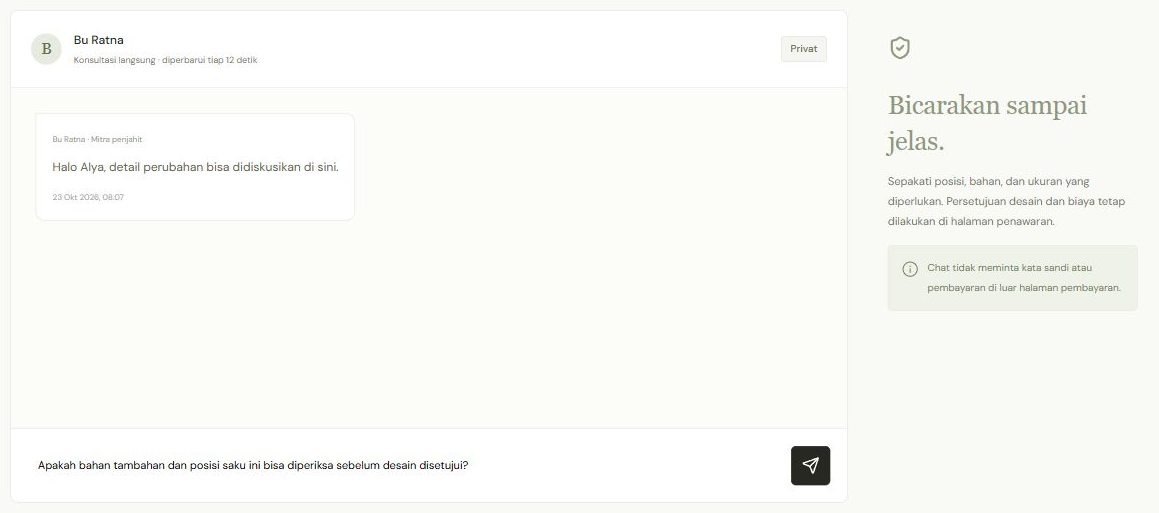 B
Bu Ratna
Konsultasi langsung · diperbarui tiap 12 detik
Privat
Bu Ratna · Mitra penjahit
Halo Alya, detail perubahan bisa didiskusikan di sini.
23 Okt 2026, 08.07
Apakah bahan tambahan dan posisi saku ini bisa diperiksa sebelum desain disetujui?
Bicarakan sampai
jelas.
Sepakati posisi, bahan, dan ukuran yang
diperlukan. Persetujuan desain dan biaya tetap
dilakukan di halaman penawaran.
Chat tidak meminta kata sandi atau
pembayaran di luar halaman pembayaran.